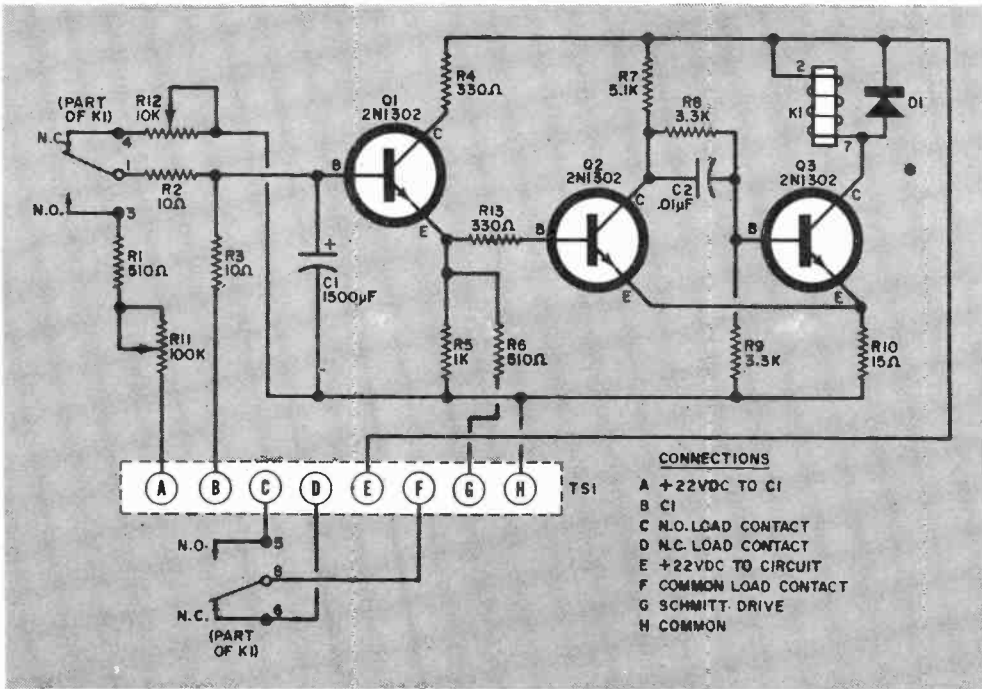 (PART
OF K1)
N.C.
4
R12
10K
1
R2
10Ω
N.O.
3
R1
510Ω
R11
100K
R3
10Ω
+
C1
1500µF
-
Q1
2N1302
B
C
E
R4
330Ω
R13
330Ω
R5
1K
R6
510Ω
Q2
2N1302
B
C
E
R7
5.1K
R8
3.3K
C2
.01µF
R9
3.3K
Q3
2N1302
B
C
E
R10
15Ω
2
K1
7
D1
A B C D E F G H
TS1
N.O.
5
8
N.C.
6
(PART
OF K1)
CONNECTIONS
A +22VDC TO C1
B C1
C N.O. LOAD CONTACT
D N.C. LOAD CONTACT
E +22VDC TO CIRCUIT
F COMMON LOAD CONTACT
G SCHMITT DRIVE
H COMMON